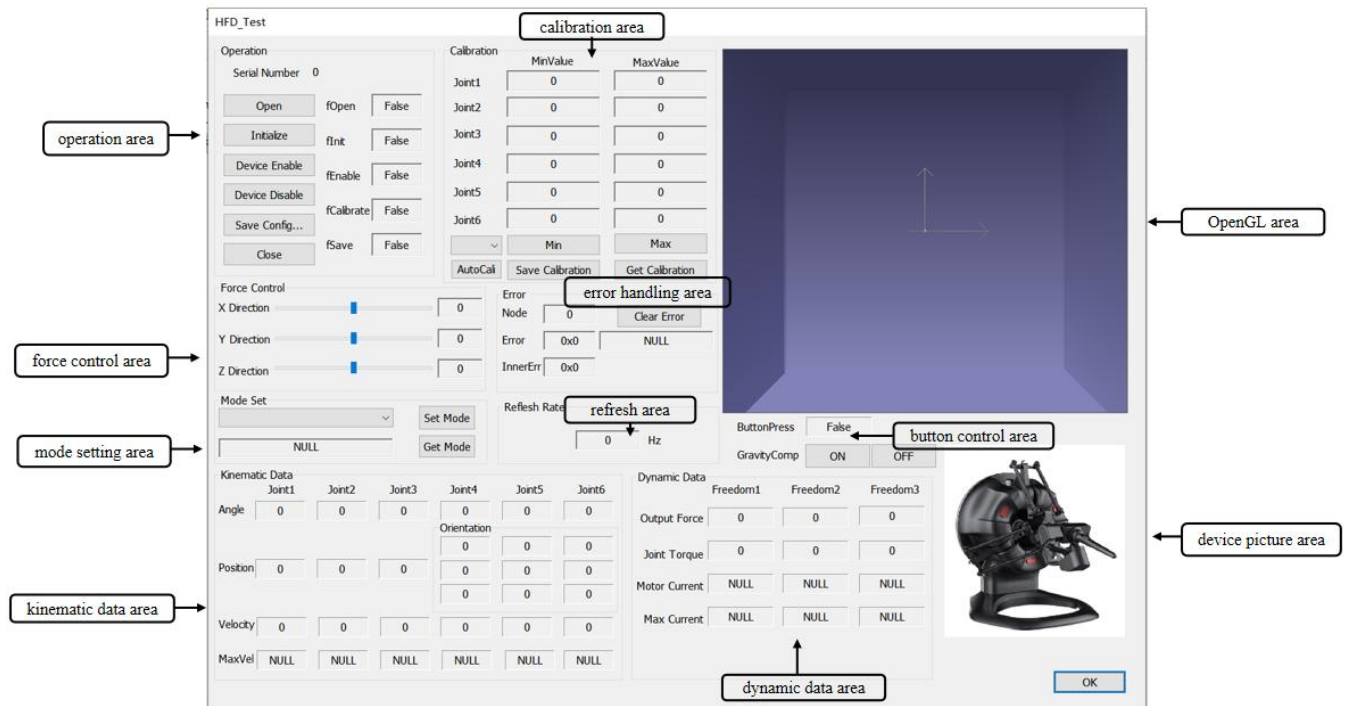 HFD_Test
calibration area
Operation
Serial Number 0
Open fOpen False
Initialize fInit False
Device Enable fEnable False
Device Disable fCalibrate False
Save Config... fSave False
Close
operation area
Calibration
MinValue MaxValue
Joint1 0 0
Joint2 0 0
Joint3 0 0
Joint4 0 0
Joint5 0 0
Joint6 0 0
Min Max
AutoCali Save Calibration Get Calibration
OpenGL area
Force Control
X Direction 0
Y Direction 0
Z Direction 0
force control area
error handling area
Error
Node 0 Clear Error
Error 0x0 NULL
InnerErr 0x0
Mode Set
Set Mode
NULL Get Mode
mode setting area
Reflesh Rate
refresh area
0 Hz
ButtonPress False
button control area
GravityComp ON OFF
Kinematic Data
Joint1 Joint2 Joint3 Joint4 Joint5 Joint6
Angle 0 0 0 0 0 0
Orientation
0 0 0
Position 0 0 0 0 0 0
0 0 0
Velocity 0 0 0 0 0 0
MaxVel NULL NULL NULL NULL NULL NULL
kinematic data area
Dynamic Data
Freedom1 Freedom2 Freedom3
Output Force 0 0 0
Joint Torque 0 0 0
Motor Current NULL NULL NULL
Max Current NULL NULL NULL
dynamic data area
device picture area
OK